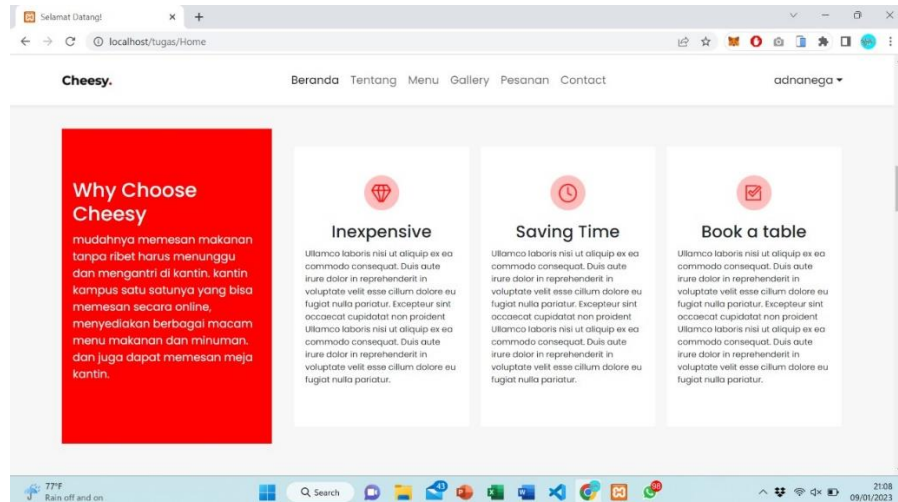 Selamat Datang!
localhost/tugas/Home
Cheesy.
Beranda Tentang Menu Gallery Pesanan Contact
adnanega
Why Choose
Cheesy
mudahnya memesan makanan
tanpa ribet harus menunggu
dan mengantri di kantin. kantin
kampus satu satunya yang bisa
memesan secara online,
menyediakan berbagai macam
menu makanan dan minuman.
dan juga dapat memesan meja
kantin.
Inexpensive
Ullamco laboris nisi ut aliquip ex ea
commodo consequat. Duis aute
irure dolor in reprehenderit in
voluptate velit esse cillum dolore eu
fugiat nulla pariatur. Excepteur sint
occaecat cupidatat non proident
Ullamco laboris nisi ut aliquip ex ea
commodo consequat. Duis aute
irure dolor in reprehenderit in
voluptate velit esse cillum dolore eu
fugiat nulla pariatur.
Saving Time
Ullamco laboris nisi ut aliquip ex ea
commodo consequat. Duis aute
irure dolor in reprehenderit in
voluptate velit esse cillum dolore eu
fugiat nulla pariatur. Excepteur sint
occaecat cupidatat non proident
Ullamco laboris nisi ut aliquip ex ea
commodo consequat. Duis aute
irure dolor in reprehenderit in
voluptate velit esse cillum dolore eu
fugiat nulla pariatur.
Book a table
Ullamco laboris nisi ut aliquip ex ea
commodo consequat. Duis aute
irure dolor in reprehenderit in
voluptate velit esse cillum dolore eu
fugiat nulla pariatur. Excepteur sint
occaecat cupidatat non proident
Ullamco laboris nisi ut aliquip ex ea
commodo consequat. Duis aute
irure dolor in reprehenderit in
voluptate velit esse cillum dolore eu
fugiat nulla pariatur.
77°F
Rain off and on
Search
43
21:08
09/01/2023